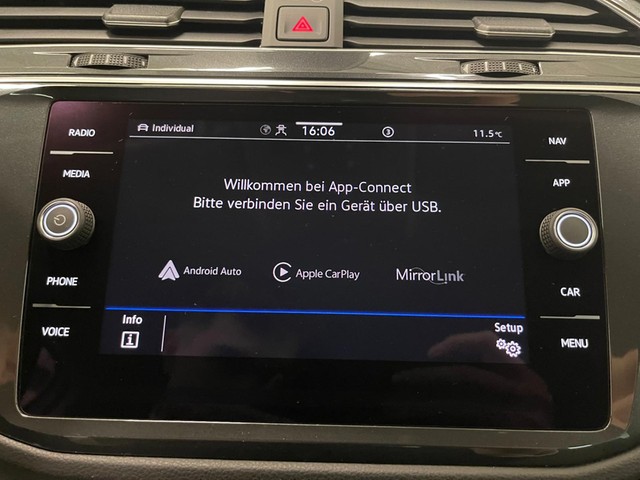 RADIO
MEDIA
PHONE
VOICE
Individual
16:06
3
11.5°C
Willkommen bei App-Connect
Bitte verbinden Sie ein Gerät über USB.
Android Auto
Apple CarPlay
MirrorLink
Info
Setup
NAV
APP
CAR
MENU